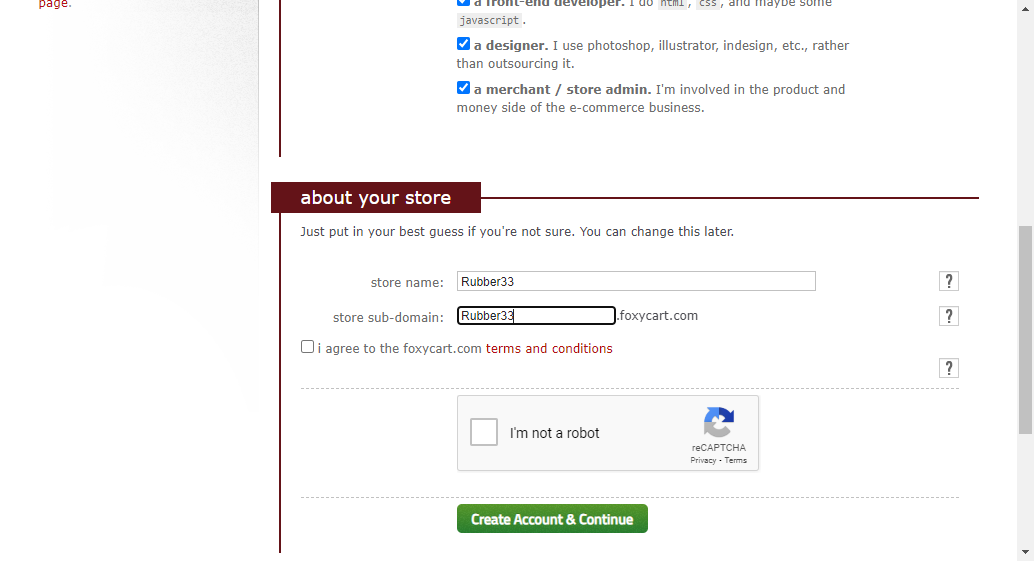 page.
a front-end developer. I do html, css, and maybe some
javascript.
a designer. I use photoshop, illustrator, indesign, etc., rather
than outsourcing it.
a merchant / store admin. I'm involved in the product and
money side of the e-commerce business.
about your store
Just put in your best guess if you're not sure. You can change this later.
store name: Rubber33 ?
store sub-domain: Rubber33 .foxycart.com ?
i agree to the foxycart.com terms and conditions
?
I'm not a robot
reCAPTCHA
Privacy - Terms
Create Account & Continue